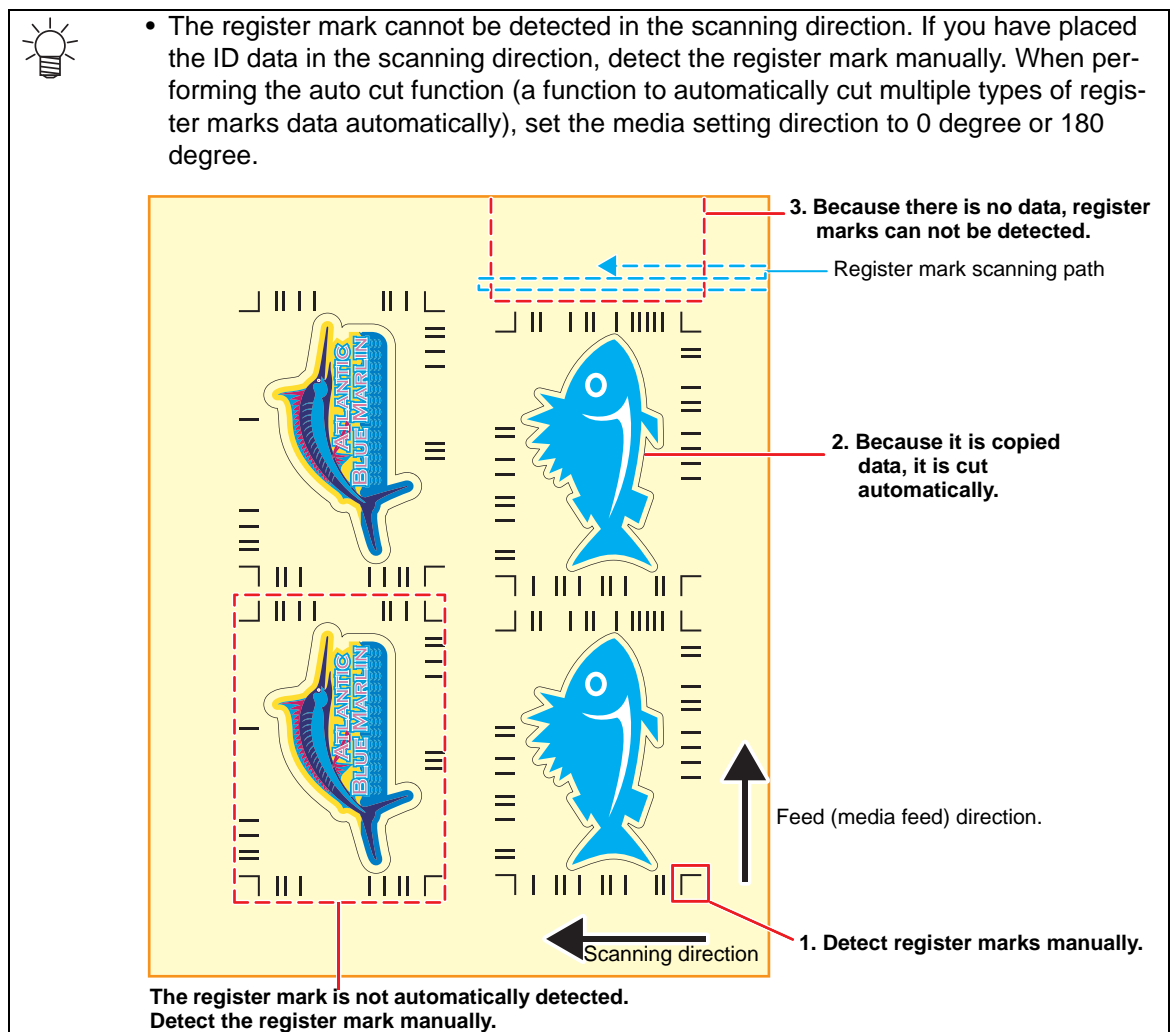 • The register mark cannot be detected in the scanning direction. If you have placed
the ID data in the scanning direction, detect the register mark manually. When per-
forming the auto cut function (a function to automatically cut multiple types of regis-
ter marks data automatically), set the media setting direction to 0 degree or 180
degree.
3. Because there is no data, register
marks can not be detected.
Register mark scanning path
ATLANTIC
BLUE MARLIN
2. Because it is copied
data, it is cut
automatically.
ATLANTIC
BLUE MARLIN
Feed (media feed) direction.
1. Detect register marks manually.
Scanning direction
The register mark is not automatically detected.
Detect the register mark manually.